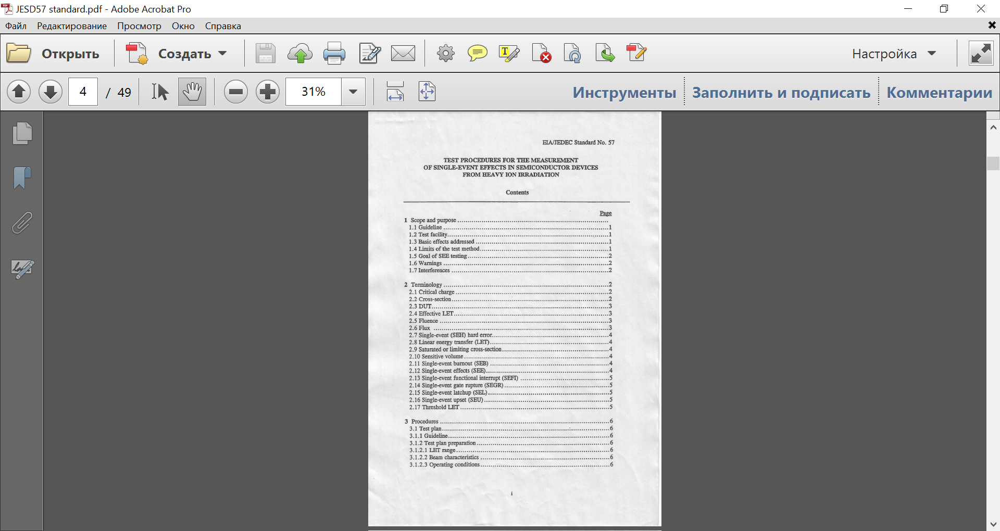 JESD57 standard.pdf - Adobe Acrobat Pro
Файл Редактирование Просмотр Окно Справка
Открыть Создать Настройка
4 / 49 31% Инструменты Заполнить и подписать Комментарии
EIA/JEDEC Standard No. 57
TEST PROCEDURES FOR THE MEASUREMENT
OF SINGLE-EVENT EFFECTS IN SEMICONDUCTOR DEVICES
FROM HEAVY ION IRRADIATION
Contents
Page
1 Scope and purpose
1.1 Guideline 1
1.2 Test facility 1
1.3 Basic effects addressed 1
1.4 Limits of the test method 1
1.5 Goal of SEE testing 2
1.6 Warnings 2
1.7 Interferences 2
2 Terminology 2
2.1 Critical charge 2
2.2 Cross-section 2
2.3 DUT 3
2.4 Effective LET 3
2.5 Fluence 3
2.6 Flux 3
2.7 Single-event (SEH) hard error 4
2.8 Linear energy transfer (LET) 4
2.9 Saturated or limiting cross-section 4
2.10 Sensitive volume 4
2.11 Single-event burnout (SEB) 4
2.12 Single-event effects (SEE) 4
2.13 Single-event functional interrupt (SEFI) 5
2.14 Single-event gate rupture (SEGR) 5
2.15 Single-event latchup (SEL) 5
2.16 Single-event upset (SEU) 5
2.17 Threshold LET 5
3 Procedures 6
3.1 Test plan 6
3.1.1 Guideline 6
3.1.2 Test plan preparation 6
3.1.2.1 LET range 6
3.1.2.2 Beam characteristics 6
3.1.2.3 Operating conditions 6
i